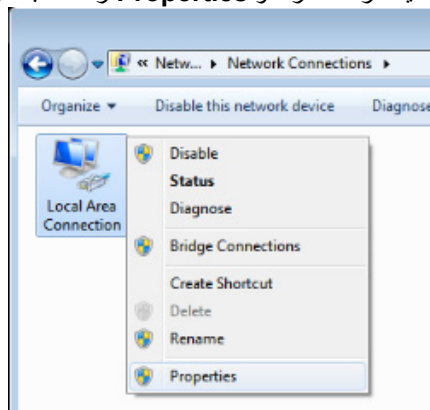 Properties
« Netw... ▸ Network Connections ▸
Organize ▾ Disable this network device Diagnose
Local Area
Connection
Disable
Status
Diagnose
Bridge Connections
Create Shortcut
Delete
Rename
Properties